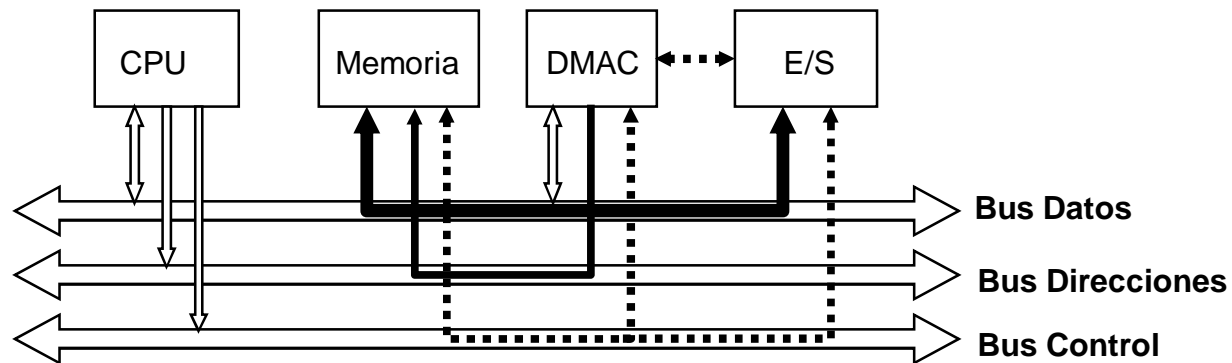 CPU
Memoria
DMAC
E/S
Bus Datos
Bus Direcciones
Bus Control